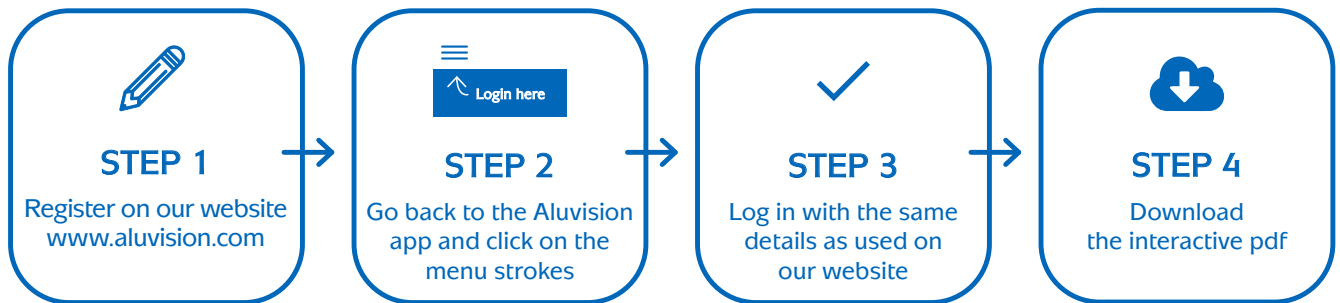 Login here
STEP 1
Register on our website
www.aluvision.com
STEP 2
Go back to the Aluvision
app and click on the
menu strokes
STEP 3
Log in with the same
details as used on
our website
STEP 4
Download
the interactive pdf